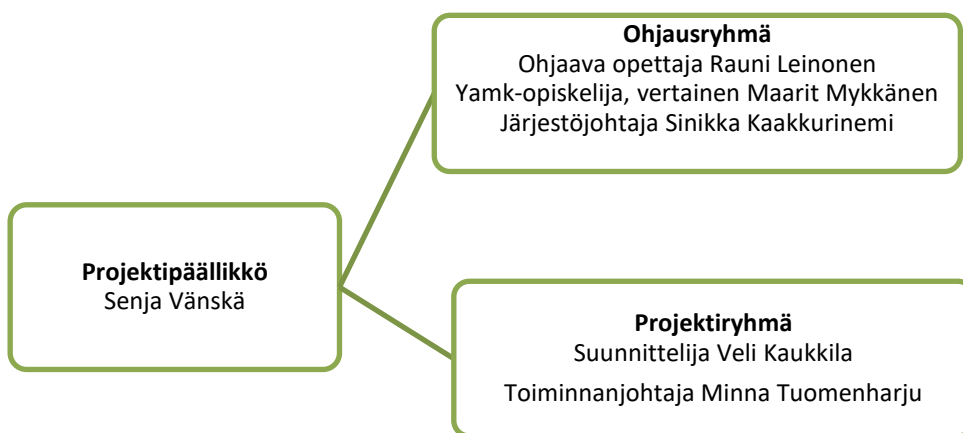 Ohjausryhmä
Ohjaava opettaja Rauni Leinonen
Yamk-opiskelija, vertainen Maarit Mykkänen
Järjestöjohtaja Sinikka Kaakkurinemi
Projektipäällikkö
Senja Vänskä
Projektiryhmä
Suunnittelija Veli Kaukkila
Toiminnanjohtaja Minna Tuomenharju